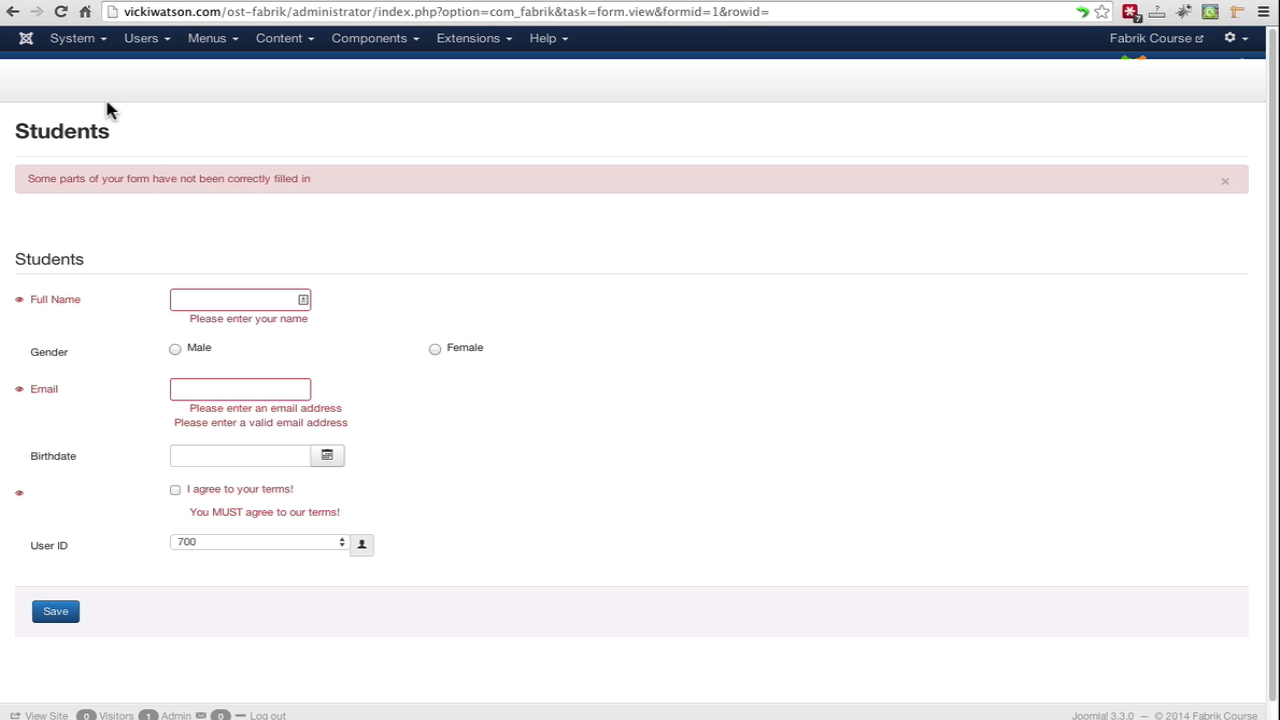 vickiwatson.com/ost-fabrik/administrator/index.php?option=com_fabrik&task=form.view&formid=1&rowid=
7
System Users Menus Content Components Extensions Help Fabrik Course
Students
Some parts of your form have not been correctly filled in ×
Students
Full Name
Please enter your name
Gender Male Female
Email
Please enter an email address
Please enter a valid email address
Birthdate
I agree to your terms!
You MUST agree to our terms!
User ID 700
Save
View Site 0 Visitors 1 Admin 0 Log out Joomla! 3.3.0 — © 2014 Fabrik Course